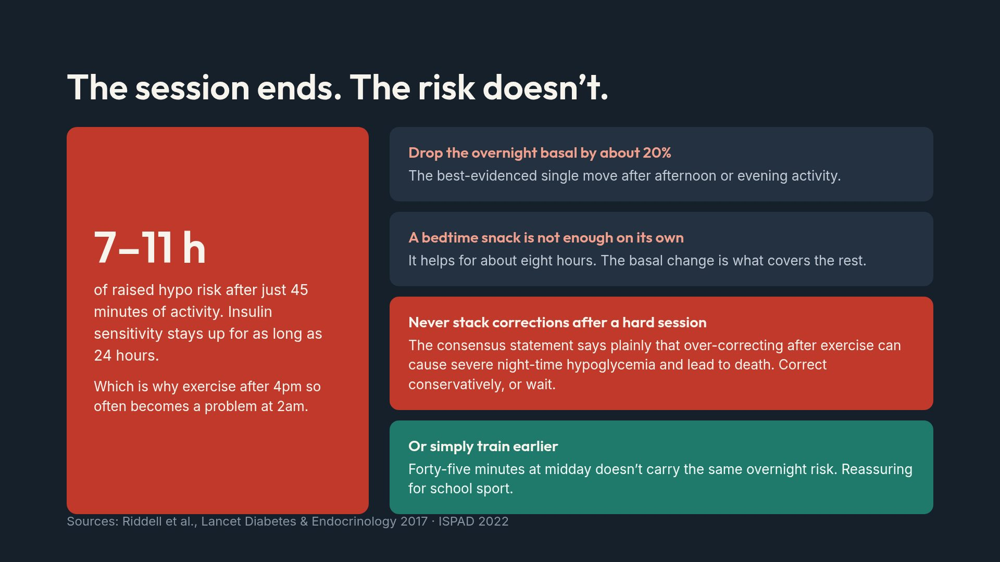 The session ends. The risk doesn’t.
7–11 h
of raised hypo risk after just 45
minutes of activity. Insulin
sensitivity stays up for as long as
24 hours.
Which is why exercise after 4pm so
often becomes a problem at 2am.
Drop the overnight basal by about 20%
The best-evidenced single move after afternoon or evening activity.
A bedtime snack is not enough on its own
It helps for about eight hours. The basal change is what covers the rest.
Never stack corrections after a hard session
The consensus statement says plainly that over-correcting after exercise can
cause severe night-time hypoglycemia and lead to death. Correct
conservatively, or wait.
Or simply train earlier
Forty-five minutes at midday doesn’t carry the same overnight risk. Reassuring
for school sport.
Sources: Riddell et al., Lancet Diabetes & Endocrinology 2017 · ISPAD 2022